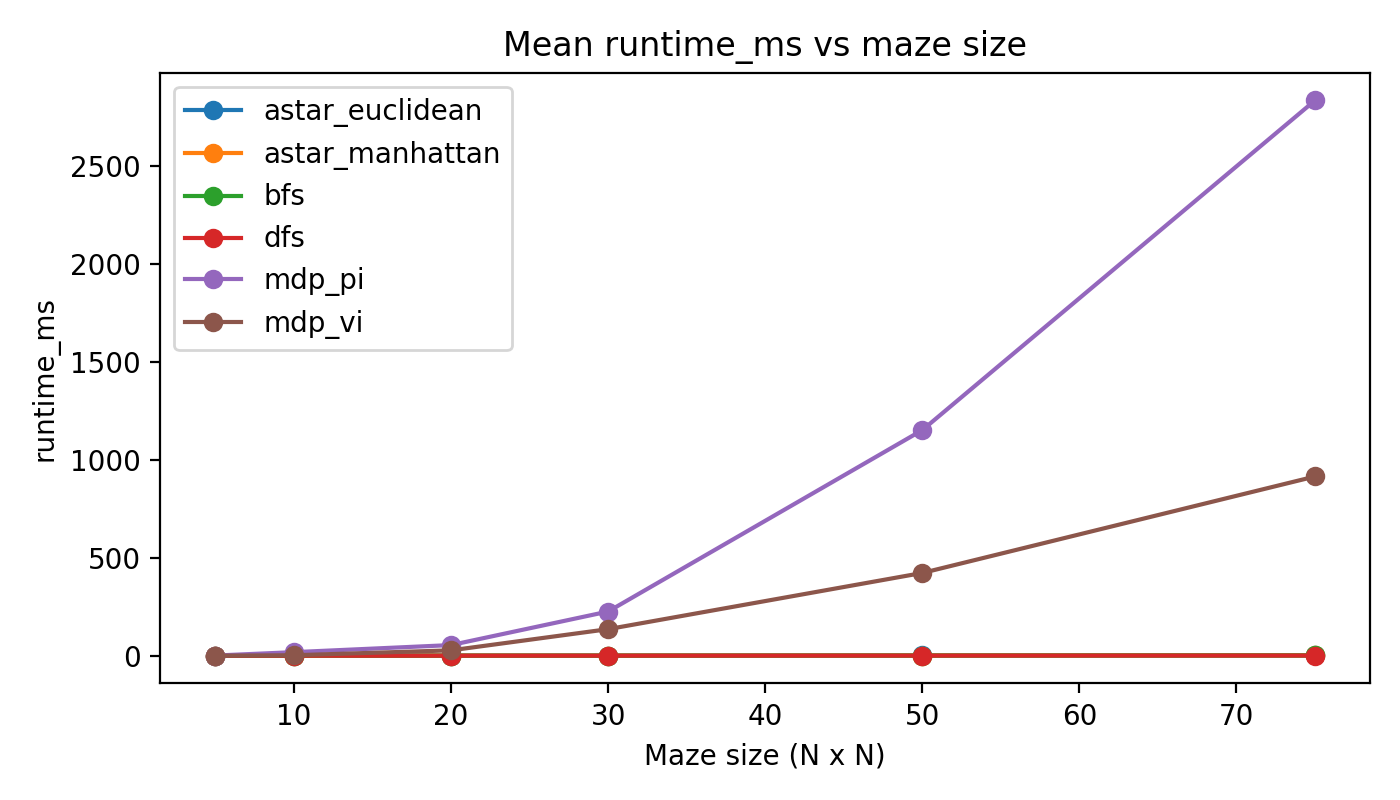 Mean runtime_ms vs maze size
astar_euclidean
astar_manhattan
bfs
dfs
mdp_pi
mdp_vi
runtime_ms
2500
2000
1500
1000
500
0
10 20 30 40 50 60 70
Maze size (N x N)